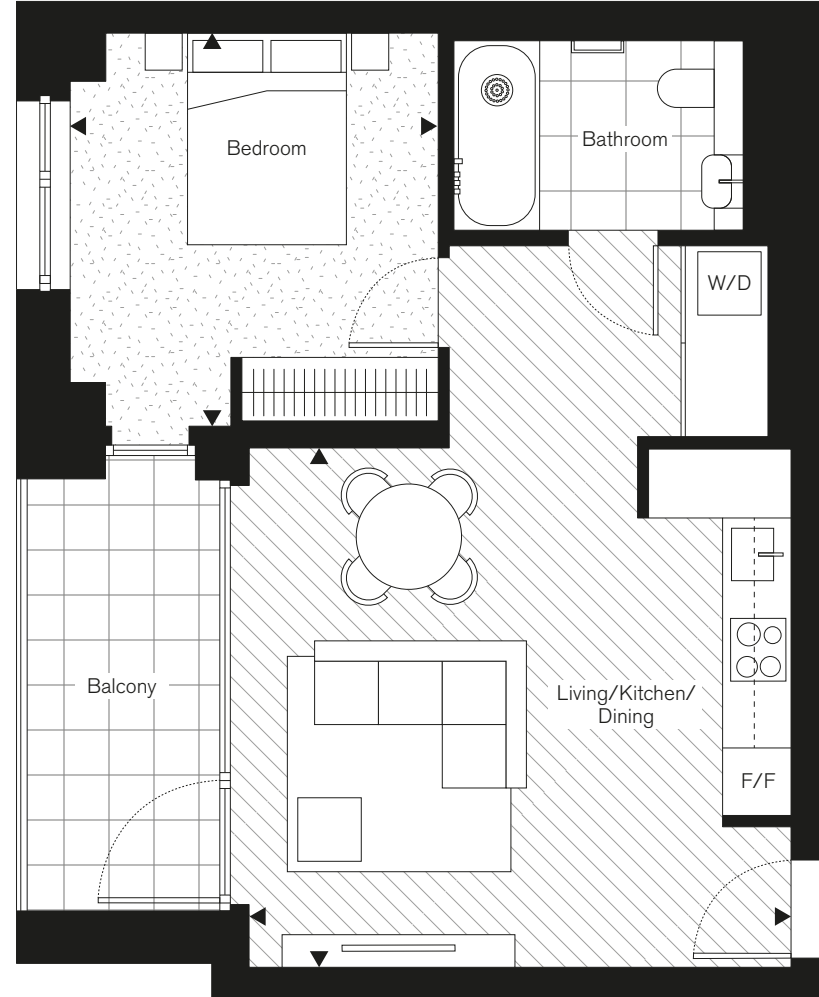 Bedroom
Bathroom
W/D
Balcony
Living/Kitchen/
Dining
F/F